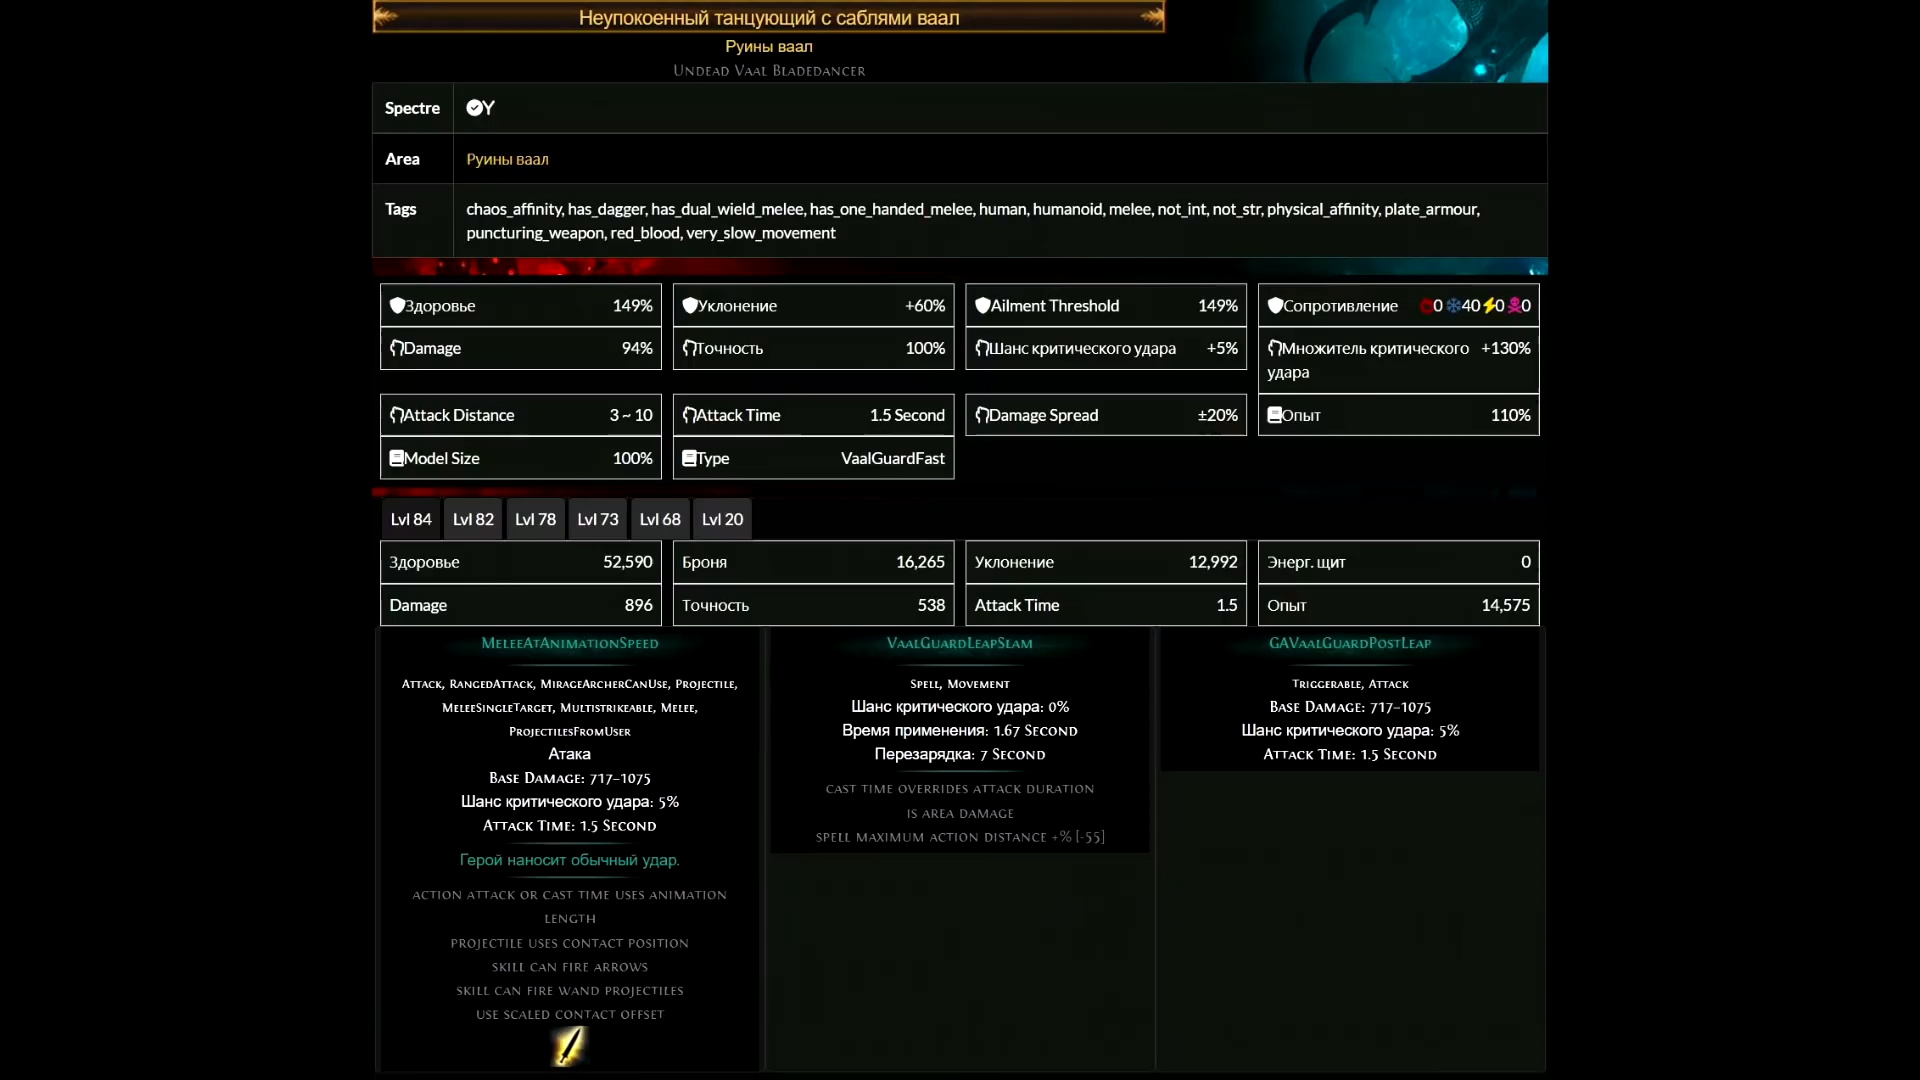 Неупокоенный танцующий с саблями ваал
Руины ваал
Undead Vaal Bladedancer
Spectre Y
Area Руины ваал
Tags chaos_affinity, has_dagger, has_dual_wield_melee, has_one_handed_melee, human, humanoid, melee, not_int, not_str, physical_affinity, plate_armour,
puncturing_weapon, red_blood, very_slow_movement
Здоровье 149% Уклонение +60% Ailment Threshold 149% Сопротивление 0 40 0 0
Damage 94% Точность 100% Шанс критического удара +5% Множитель критического +130%
удара
Attack Distance 3 ~ 10 Attack Time 1.5 Second Damage Spread ±20% Опыт 110%
Model Size 100% Type VaalGuardFast
Lvl 84 Lvl 82 Lvl 78 Lvl 73 Lvl 68 Lvl 20
Здоровье 52,590 Броня 16,265 Уклонение 12,992 Энерг. щит 0
Damage 896 Точность 538 Attack Time 1.5 Опыт 14,575
MeleeAtAnimationSpeed
Attack, RangedAttack, MirageArcherCanUse, Projectile,
MeleeSingleTarget, Multistrikeable, Melee,
ProjectilesFromUser
Атака
Base Damage: 717–1075
Шанс критического удара: 5%
Attack Time: 1.5 Second
Герой наносит обычный удар.
action attack or cast time uses animation
length
projectile uses contact position
skill can fire arrows
skill can fire wand projectiles
use scaled contact offset
VaalGuardLeapSlam
Spell, Movement
Шанс критического удара: 0%
Время применения: 1.67 Second
Перезарядка: 7 Second
cast time overrides attack duration
is area damage
spell maximum action distance +% [-55]
GAVaalGuardPostLeap
Triggerable, Attack
Base Damage: 717–1075
Шанс критического удара: 5%
Attack Time: 1.5 Second